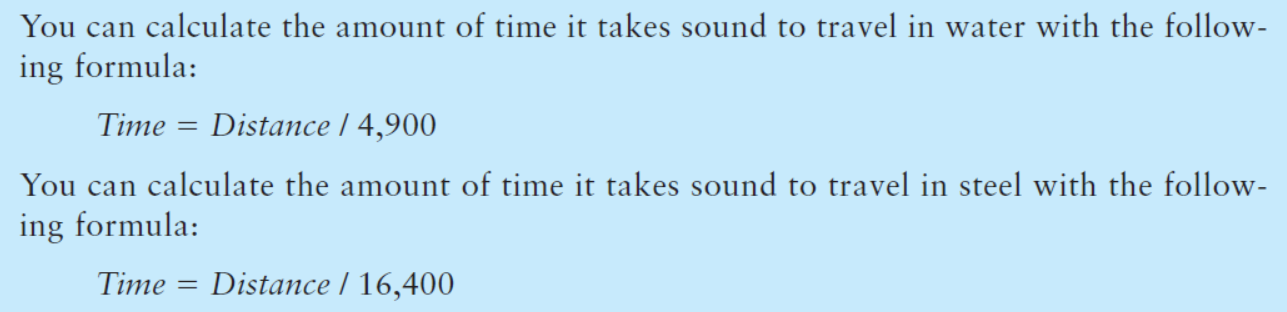 You can calculate the amount of time it takes sound to travel in water with the follow-
ing formula:
Time = Distance / 4,900
You can calculate the amount of time it takes sound to travel in steel with the follow-
ing formula:
Time = Distance / 16,400